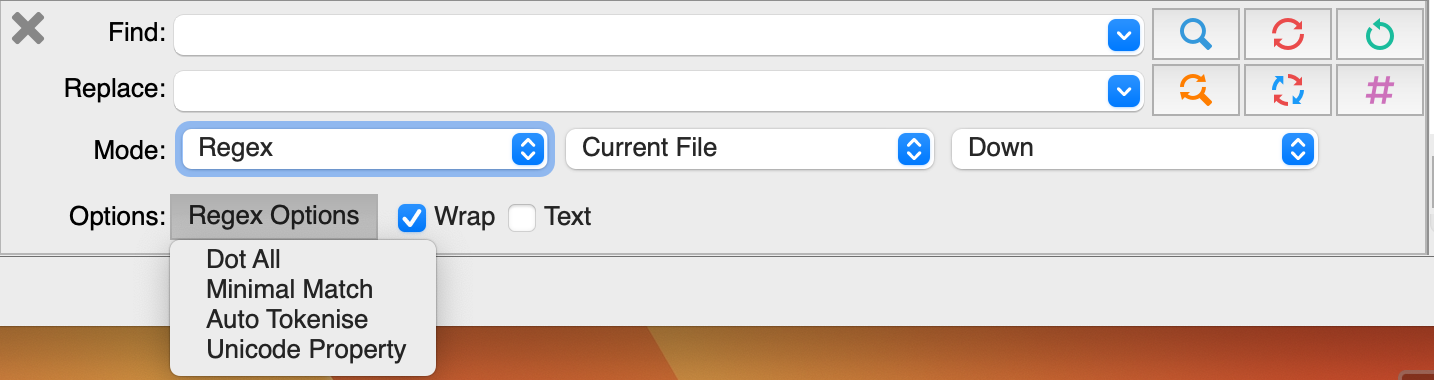 Find:
Replace:
#
Mode: Regex Current File Down
Options: Regex Options Wrap Text
Dot All
Minimal Match
Auto Tokenise
Unicode Property